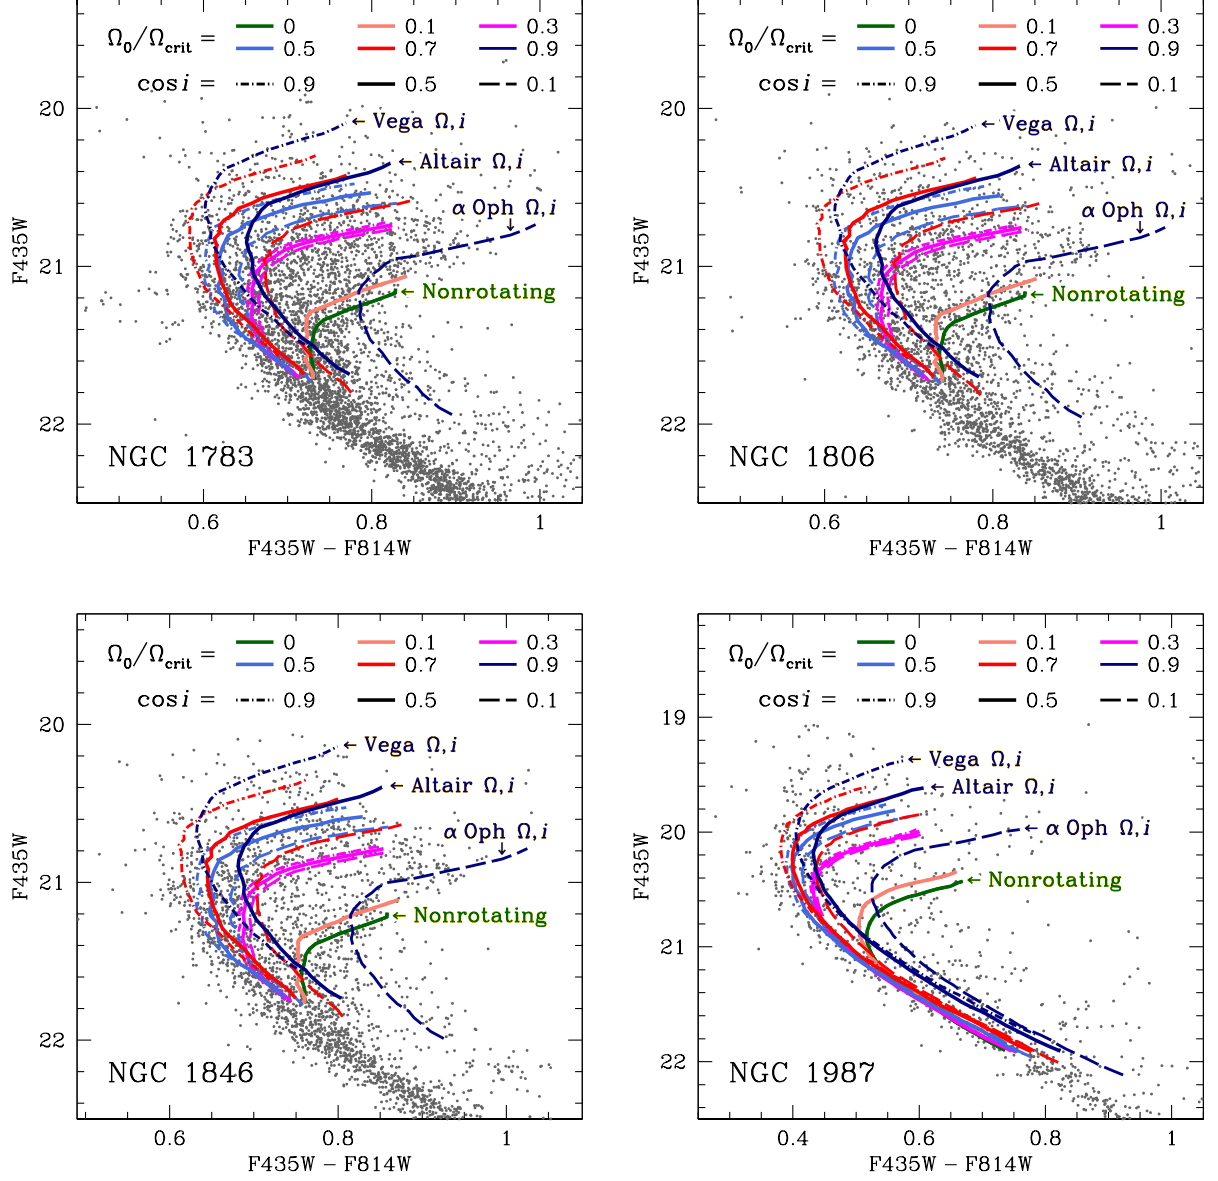 Ω₀/Ωcrit = 0 0.1 0.3
0.5 0.7 0.9
cos i = 0.9 0.5 0.1
20
21
22
F435W
← Vega Ω, i
← Altair Ω, i
α Oph Ω, i
↓
← Nonrotating
NGC 1783
0.6 0.8 1
F435W – F814W
Ω₀/Ωcrit = 0 0.1 0.3
0.5 0.7 0.9
cos i = 0.9 0.5 0.1
20
21
22
F435W
← Vega Ω, i
← Altair Ω, i
α Oph Ω, i
↓
← Nonrotating
NGC 1806
0.6 0.8 1
F435W – F814W
Ω₀/Ωcrit = 0 0.1 0.3
0.5 0.7 0.9
cos i = 0.9 0.5 0.1
20
21
22
F435W
← Vega Ω, i
← Altair Ω, i
α Oph Ω, i
↓
← Nonrotating
NGC 1846
0.6 0.8 1
F435W – F814W
Ω₀/Ωcrit = 0 0.1 0.3
0.5 0.7 0.9
cos i = 0.9 0.5 0.1
19
20
21
22
F435W
← Vega Ω, i
← Altair Ω, i
← α Oph Ω, i
← Nonrotating
NGC 1987
0.4 0.6 0.8 1
F435W – F814W